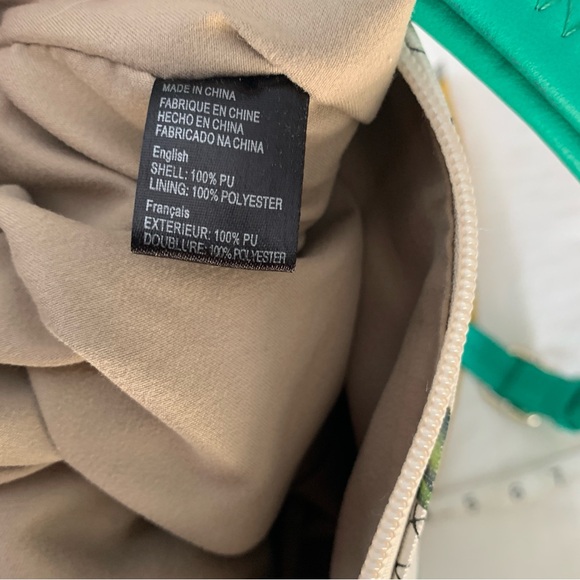 MADE IN CHINA
FABRIQUE EN CHINE
HECHO EN CHINA
FABRICADO NA CHINA
English
SHELL: 100% PU
LINING: 100% POLYESTER
Français
EXTERIEUR: 100% PU
DOUBLURE: 100% POLYESTER